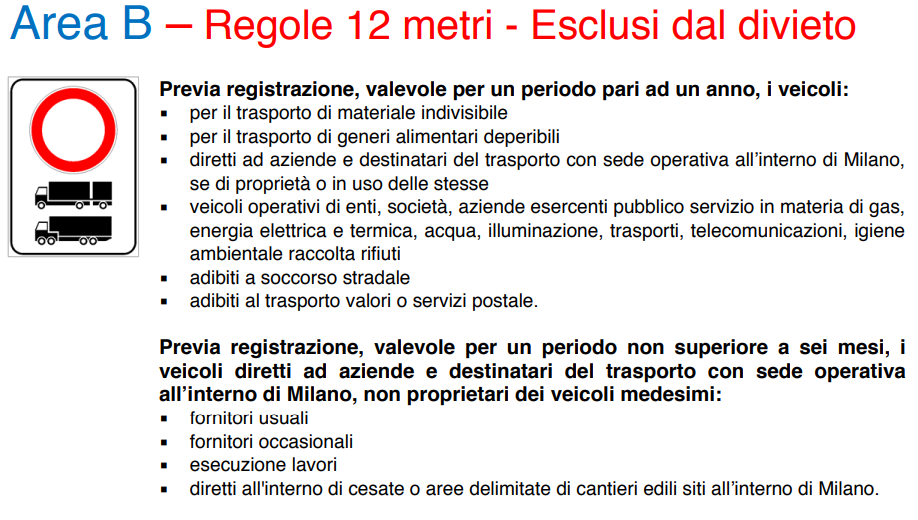 Area B – Regole 12 metri - Esclusi dal divieto
Previa registrazione, valevole per un periodo pari ad un anno, i veicoli:
▪ per il trasporto di materiale indivisibile
▪ per il trasporto di generi alimentari deperibili
▪ diretti ad aziende e destinatari del trasporto con sede operativa all’interno di Milano,
se di proprietà o in uso delle stesse
▪ veicoli operativi di enti, società, aziende esercenti pubblico servizio in materia di gas,
energia elettrica e termica, acqua, illuminazione, trasporti, telecomunicazioni, igiene
ambientale raccolta rifiuti
▪ adibiti a soccorso stradale
▪ adibiti al trasporto valori o servizi postale.
Previa registrazione, valevole per un periodo non superiore a sei mesi, i
veicoli diretti ad aziende e destinatari del trasporto con sede operativa
all’interno di Milano, non proprietari dei veicoli medesimi:
▪ fornitori usuali
▪ fornitori occasionali
▪ esecuzione lavori
▪ diretti all'interno di cesate o aree delimitate di cantieri edili siti all’interno di Milano.